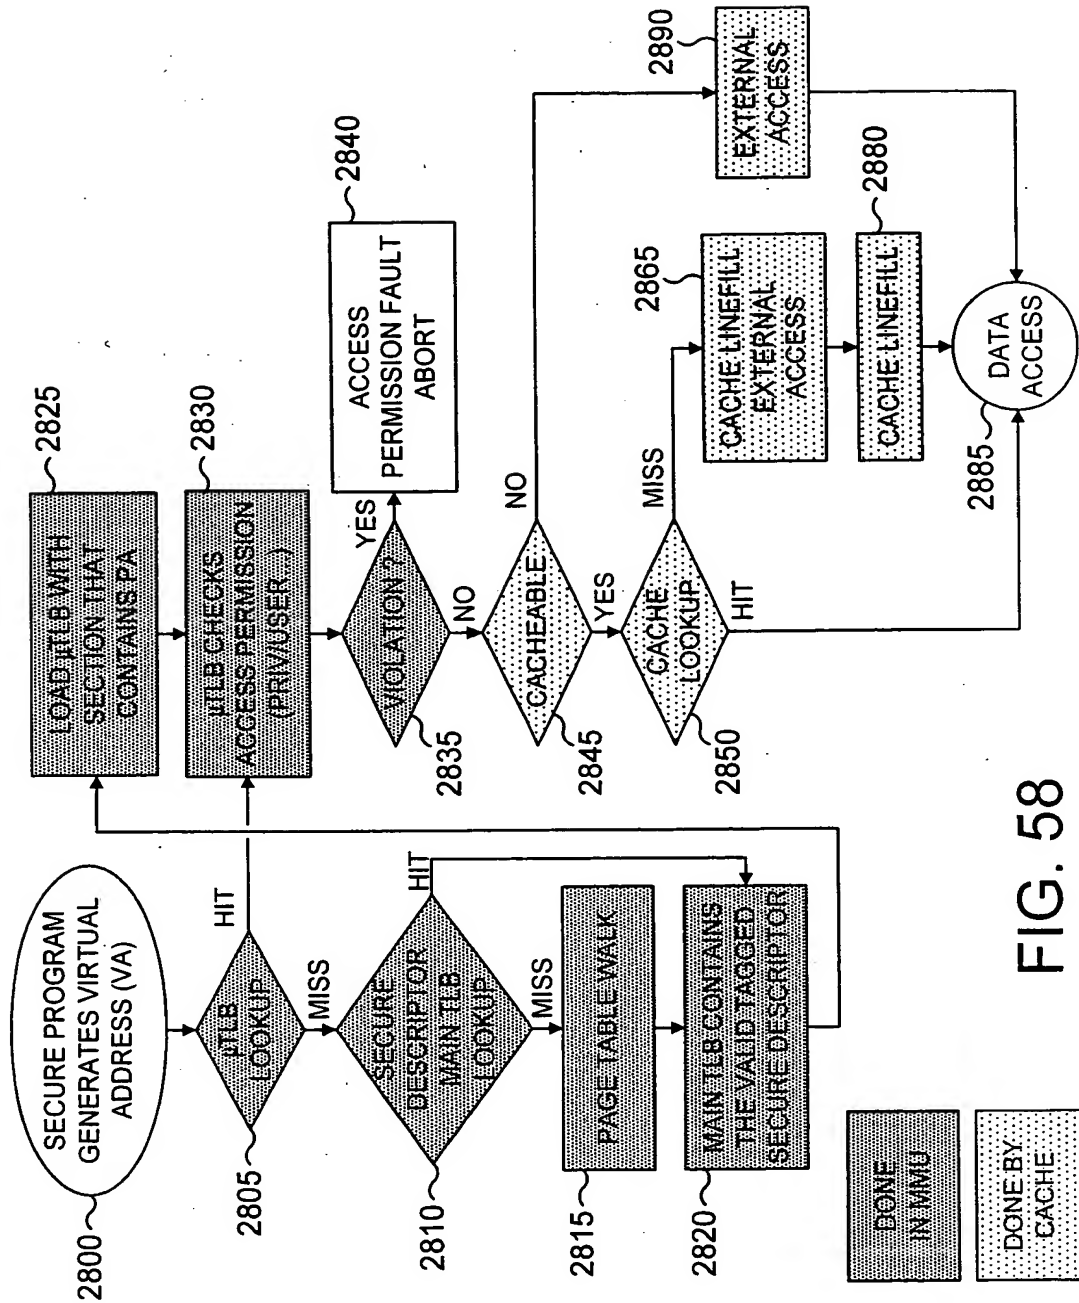 SECURE PROGRAM
GENERATES VIRTUAL
ADDRESS (VA)
2800
µTLB
LOOKUP
2805
HIT
MISS
SECURE
DESCRIPTOR
MAIN TLB
LOOKUP
2810
HIT
MISS
PAGE TABLE WALK
2815
MAIN TLB CONTAINS
THE VALID TAGGED
SECURE DESCRIPTOR
2820
LOAD µTLB WITH
SECTION THAT
CONTAINS PA
2825
µTLB CHECKS
ACCESS PERMISSION
(PRIV/USER..)
2830
VIOLATION ?
2835
YES
NO
ACCESS
PERMISSION FAULT
ABORT
2840
CACHEABLE
2845
NO
YES
CACHE
LOOKUP
2850
MISS
HIT
CACHE LINEFILL
EXTERNAL
ACCESS
2865
CACHE LINEFILL
2880
EXTERNAL
ACCESS
2890
DATA
ACCESS
2885
DONE
IN MMU
DONE BY
CACHE
FIG. 58